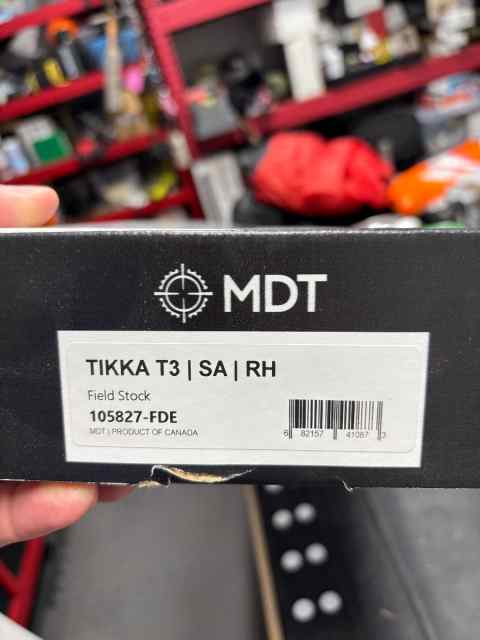 MDT
TIKKA T3 | SA | RH
Field Stock
105827-FDE
MDT | PRODUCT OF CANADA
6 82157 41087 3